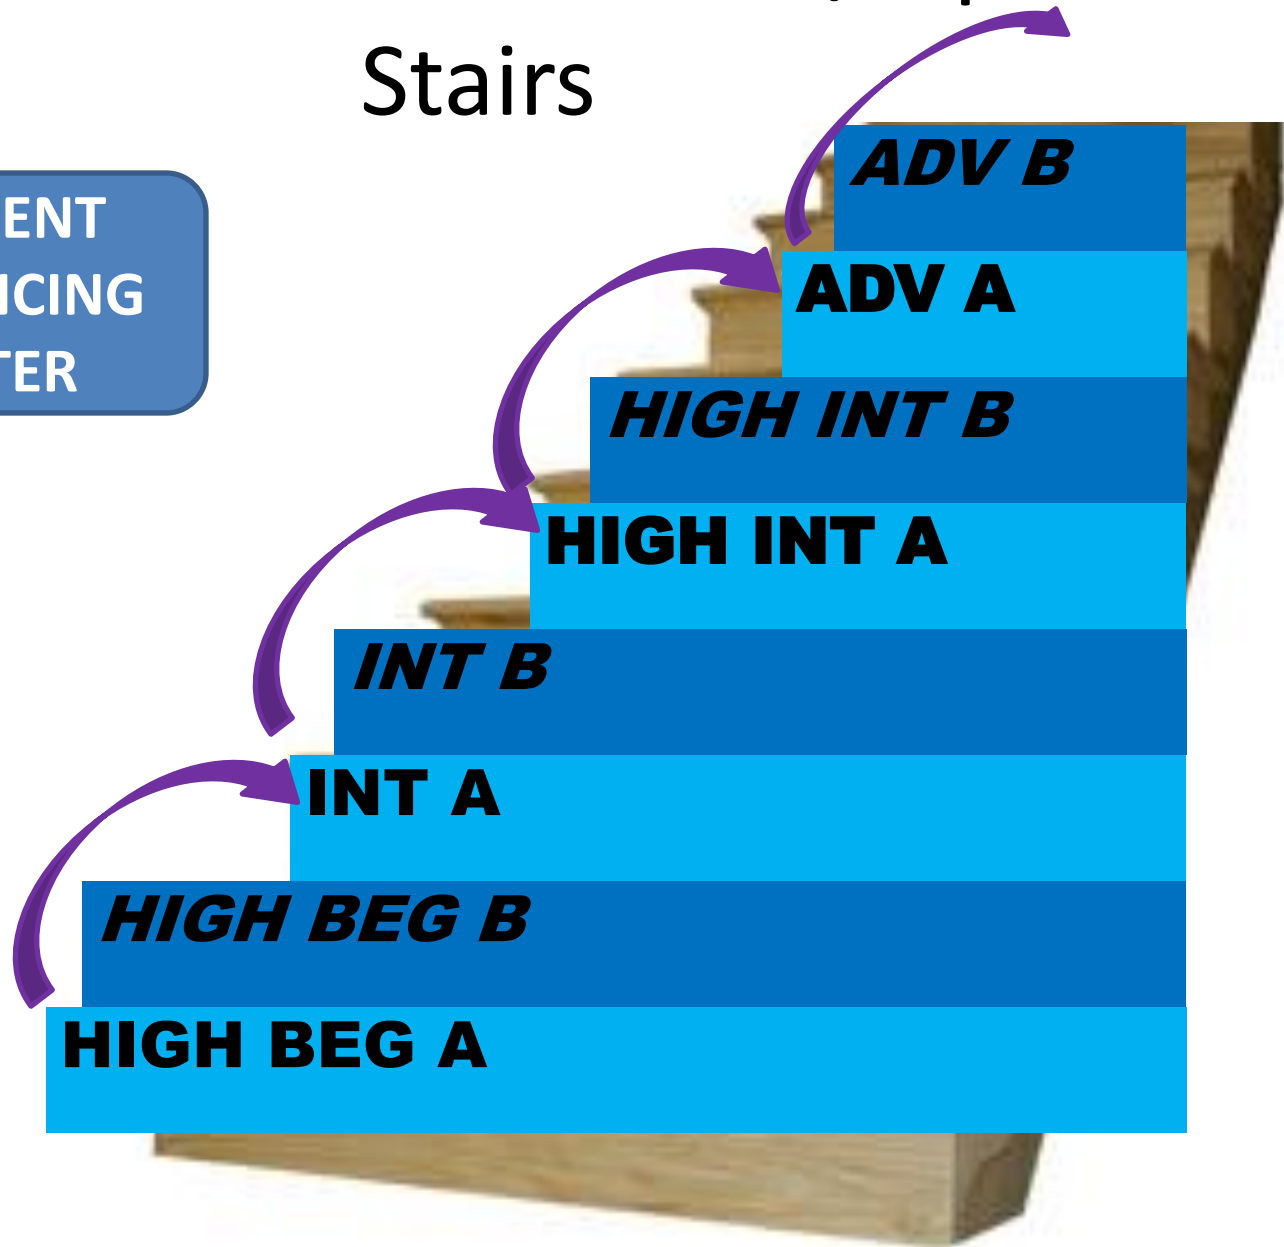 Stairs
ENT
ICING
TER
ADV B
ADV A
HIGH INT B
HIGH INT A
INT B
INT A
HIGH BEG B
HIGH BEG A